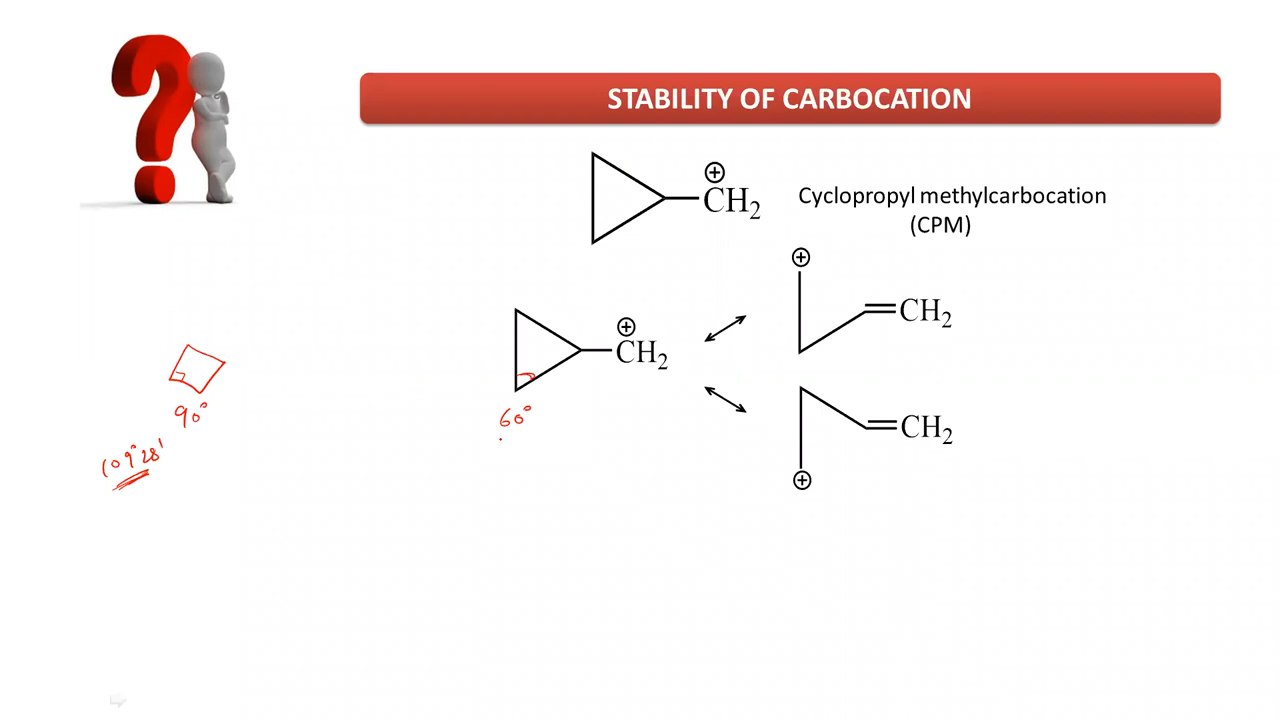 STABILITY OF CARBOCATION
⊕
CH₂
Cyclopropyl methylcarbocation
(CPM)
⊕
CH₂
⊕
CH₂
60°
CH₂
⊕
90°
109°28'